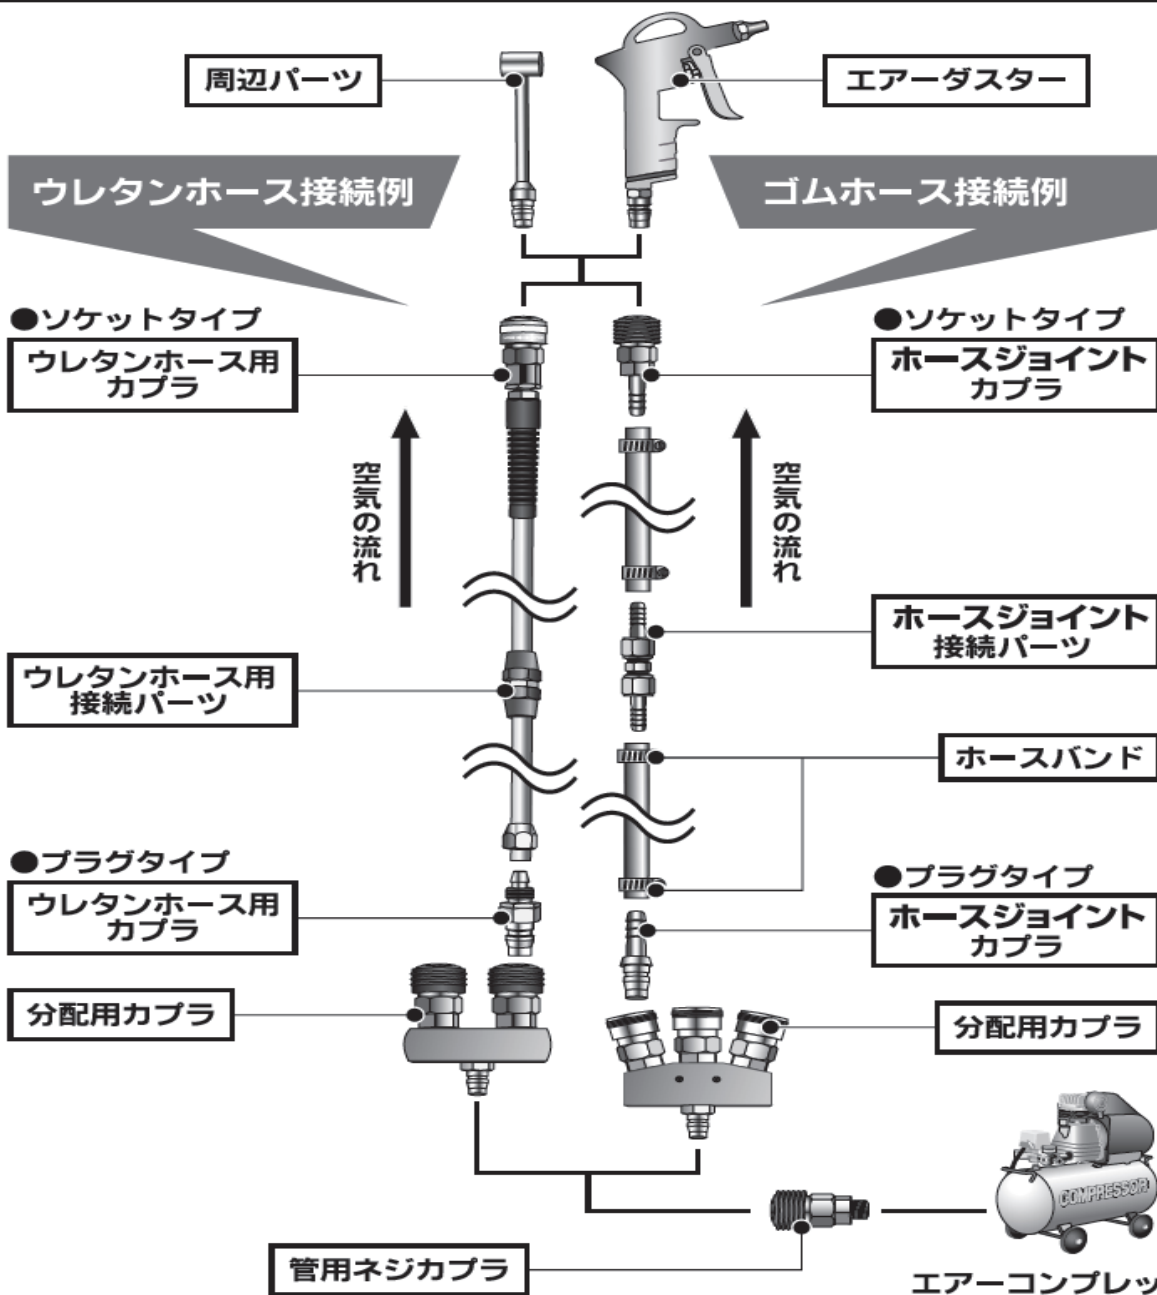 周辺パーツ
エアーダスター
ウレタンホース接続例
ゴムホース接続例
●ソケットタイプ
ウレタンホース用
カプラ
●ソケットタイプ
ホースジョイント
カプラ
空気の流れ
空気の流れ
ホースジョイント
接続パーツ
ウレタンホース用
接続パーツ
ホースバンド
●プラグタイプ
ウレタンホース用
カプラ
●プラグタイプ
ホースジョイント
カプラ
分配用カプラ
分配用カプラ
COMPRESSOR
管用ネジカプラ
エアーコンプレッ